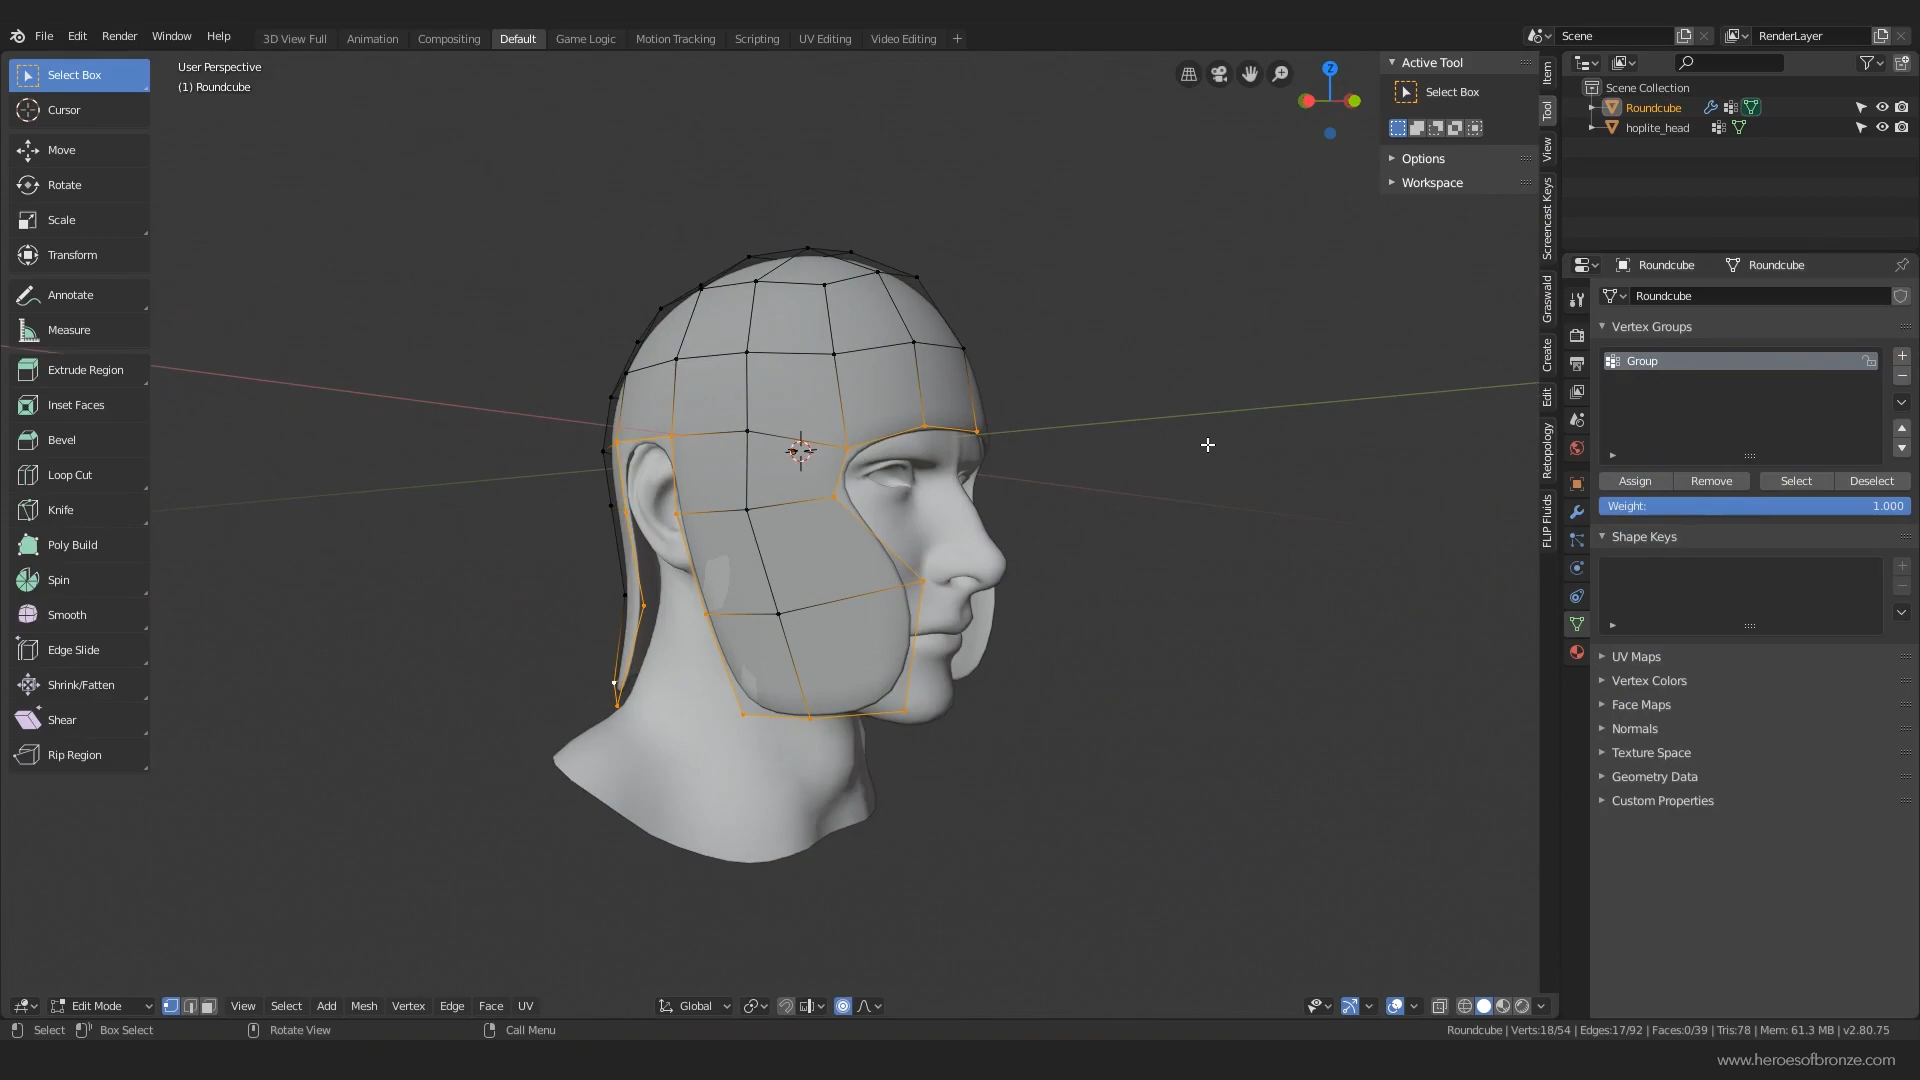 File Edit Render Window Help 3D View Full Animation Compositing Default Game Logic Motion Tracking Scripting UV Editing Video Editing + Scene RenderLayer
Select Box
Cursor
Move
Rotate
Scale
Transform
Annotate
Measure
Extrude Region
Inset Faces
Bevel
Loop Cut
Knife
Poly Build
Spin
Smooth
Edge Slide
Shrink/Fatten
Shear
Rip Region
User Perspective
(1) Roundcube
Z
Active Tool
Select Box
Options
Workspace
Item
Tool
View
Screencast Keys
Graswald
Create
Edit
Retopology
FLIP Fluids
Scene Collection
Roundcube
hoplite_head
Roundcube Roundcube
Roundcube
Vertex Groups
Group
Assign Remove Select Deselect
Weight: 1.000
Shape Keys
UV Maps
Vertex Colors
Face Maps
Normals
Texture Space
Geometry Data
Custom Properties
Edit Mode View Select Add Mesh Vertex Edge Face UV Global
Select Box Select Rotate View Call Menu Roundcube | Verts:18/54 | Edges:17/92 | Faces:0/39 | Tris:78 | Mem: 61.3 MB | v2.80.75
www.heroesofbronze.com